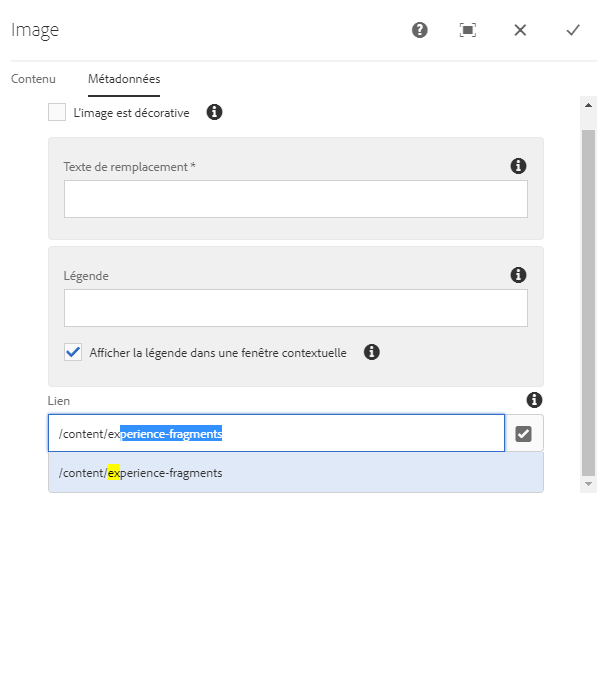 Image
Contenu Métadonnées
L'image est décorative
Texte de remplacement *
Légende
Afficher la légende dans une fenêtre contextuelle
Lien
/content/experience-fragments
/content/experience-fragments